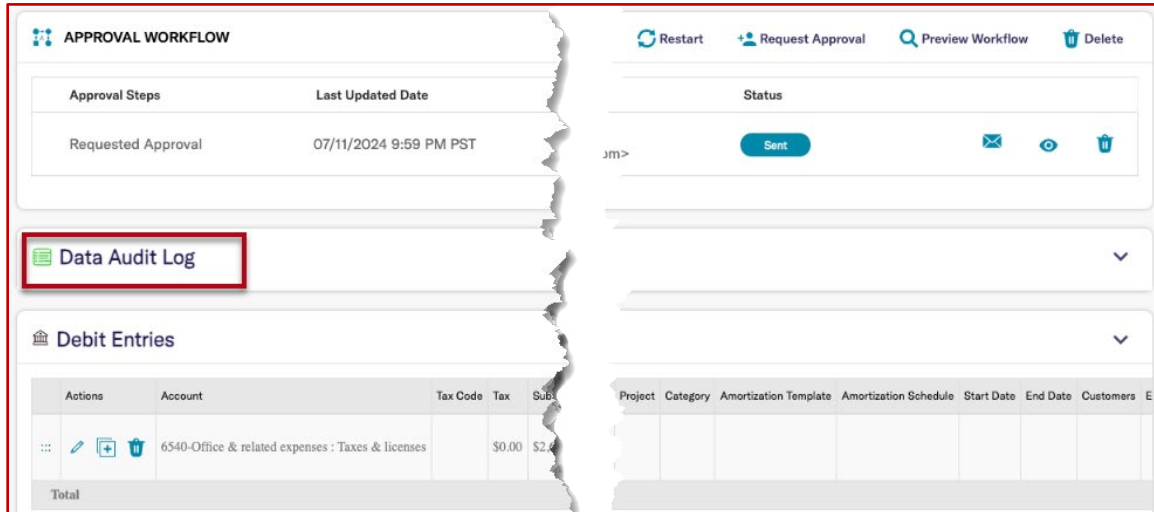 APPROVAL WORKFLOW Restart Request Approval Preview Workflow Delete
Approval Steps Last Updated Date Status
Requested Approval 07/11/2024 9:59 PM PST Sent
Data Audit Log
Debit Entries
Actions Account Tax Code Tax Project Category Amortization Template Amortization Schedule Start Date End Date Customers
6540-Office & related expenses : Taxes & licenses $0.00
Total